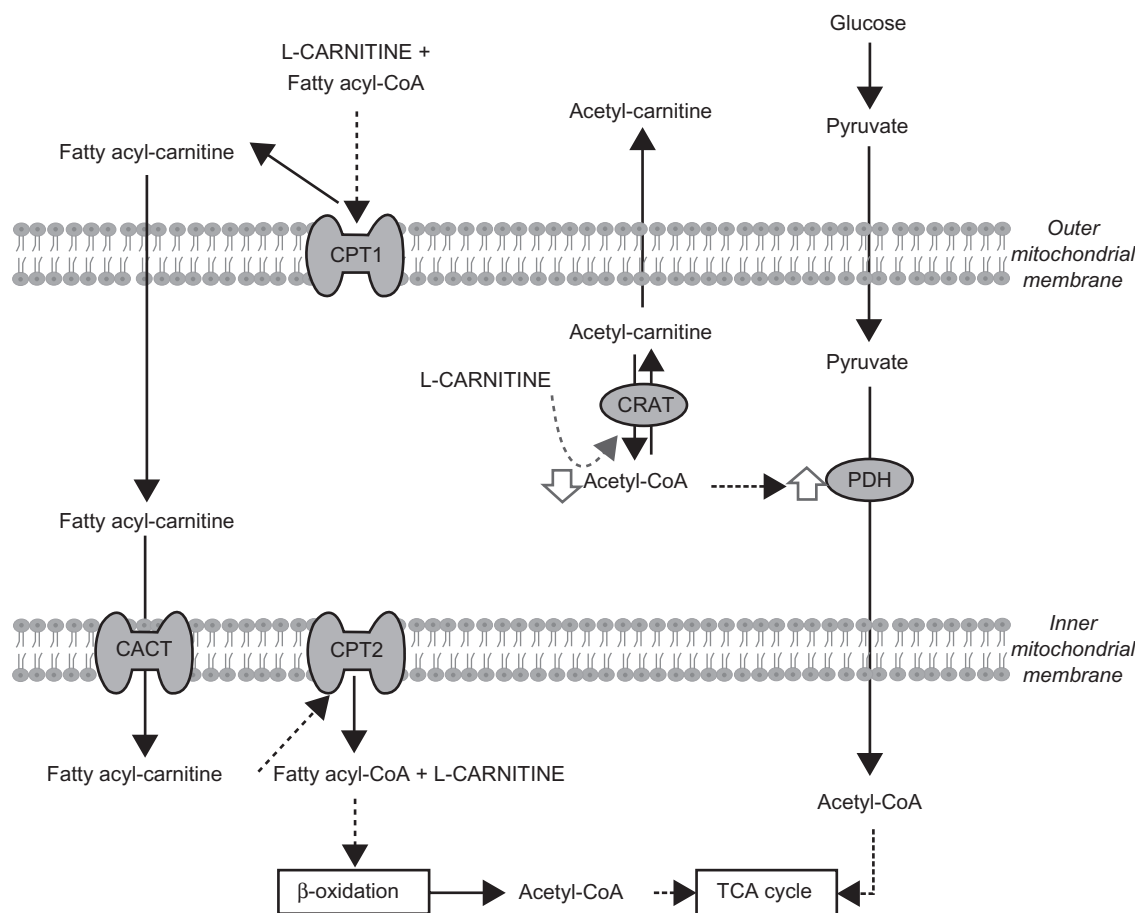 Glucose
L-CARNITINE +
Fatty acyl-CoA
Acetyl-carnitine
Pyruvate
Fatty acyl-carnitine
CPT1
Outer
mitochondrial
membrane
Acetyl-carnitine
Pyruvate
L-CARNITINE
CRAT
Acetyl-CoA
PDH
Fatty acyl-carnitine
CACT
CPT2
Inner
mitochondrial
membrane
Fatty acyl-carnitine
Fatty acyl-CoA + L-CARNITINE
Acetyl-CoA
β-oxidation
Acetyl-CoA
TCA cycle